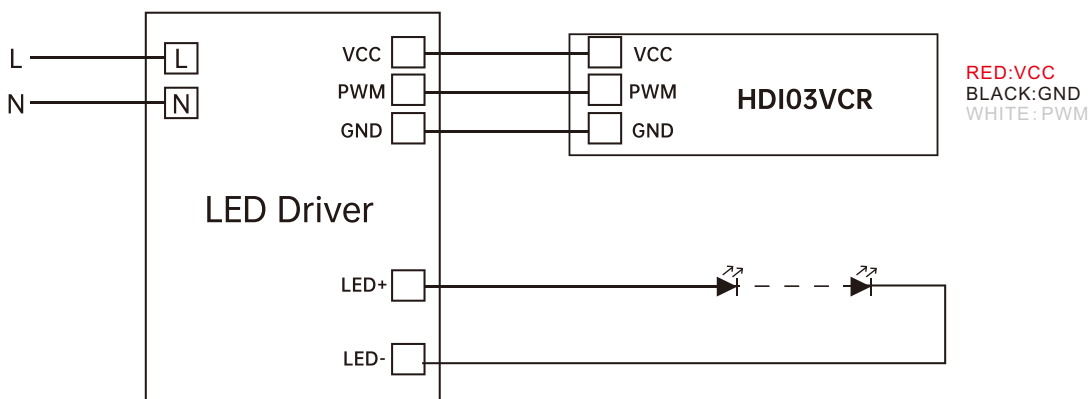 L
L
N
N
LED Driver
VCC
PWM
GND
LED+
LED-
VCC
PWM
GND
HDI03VCR
RED:VCC
BLACK:GND
WHITE:PWM